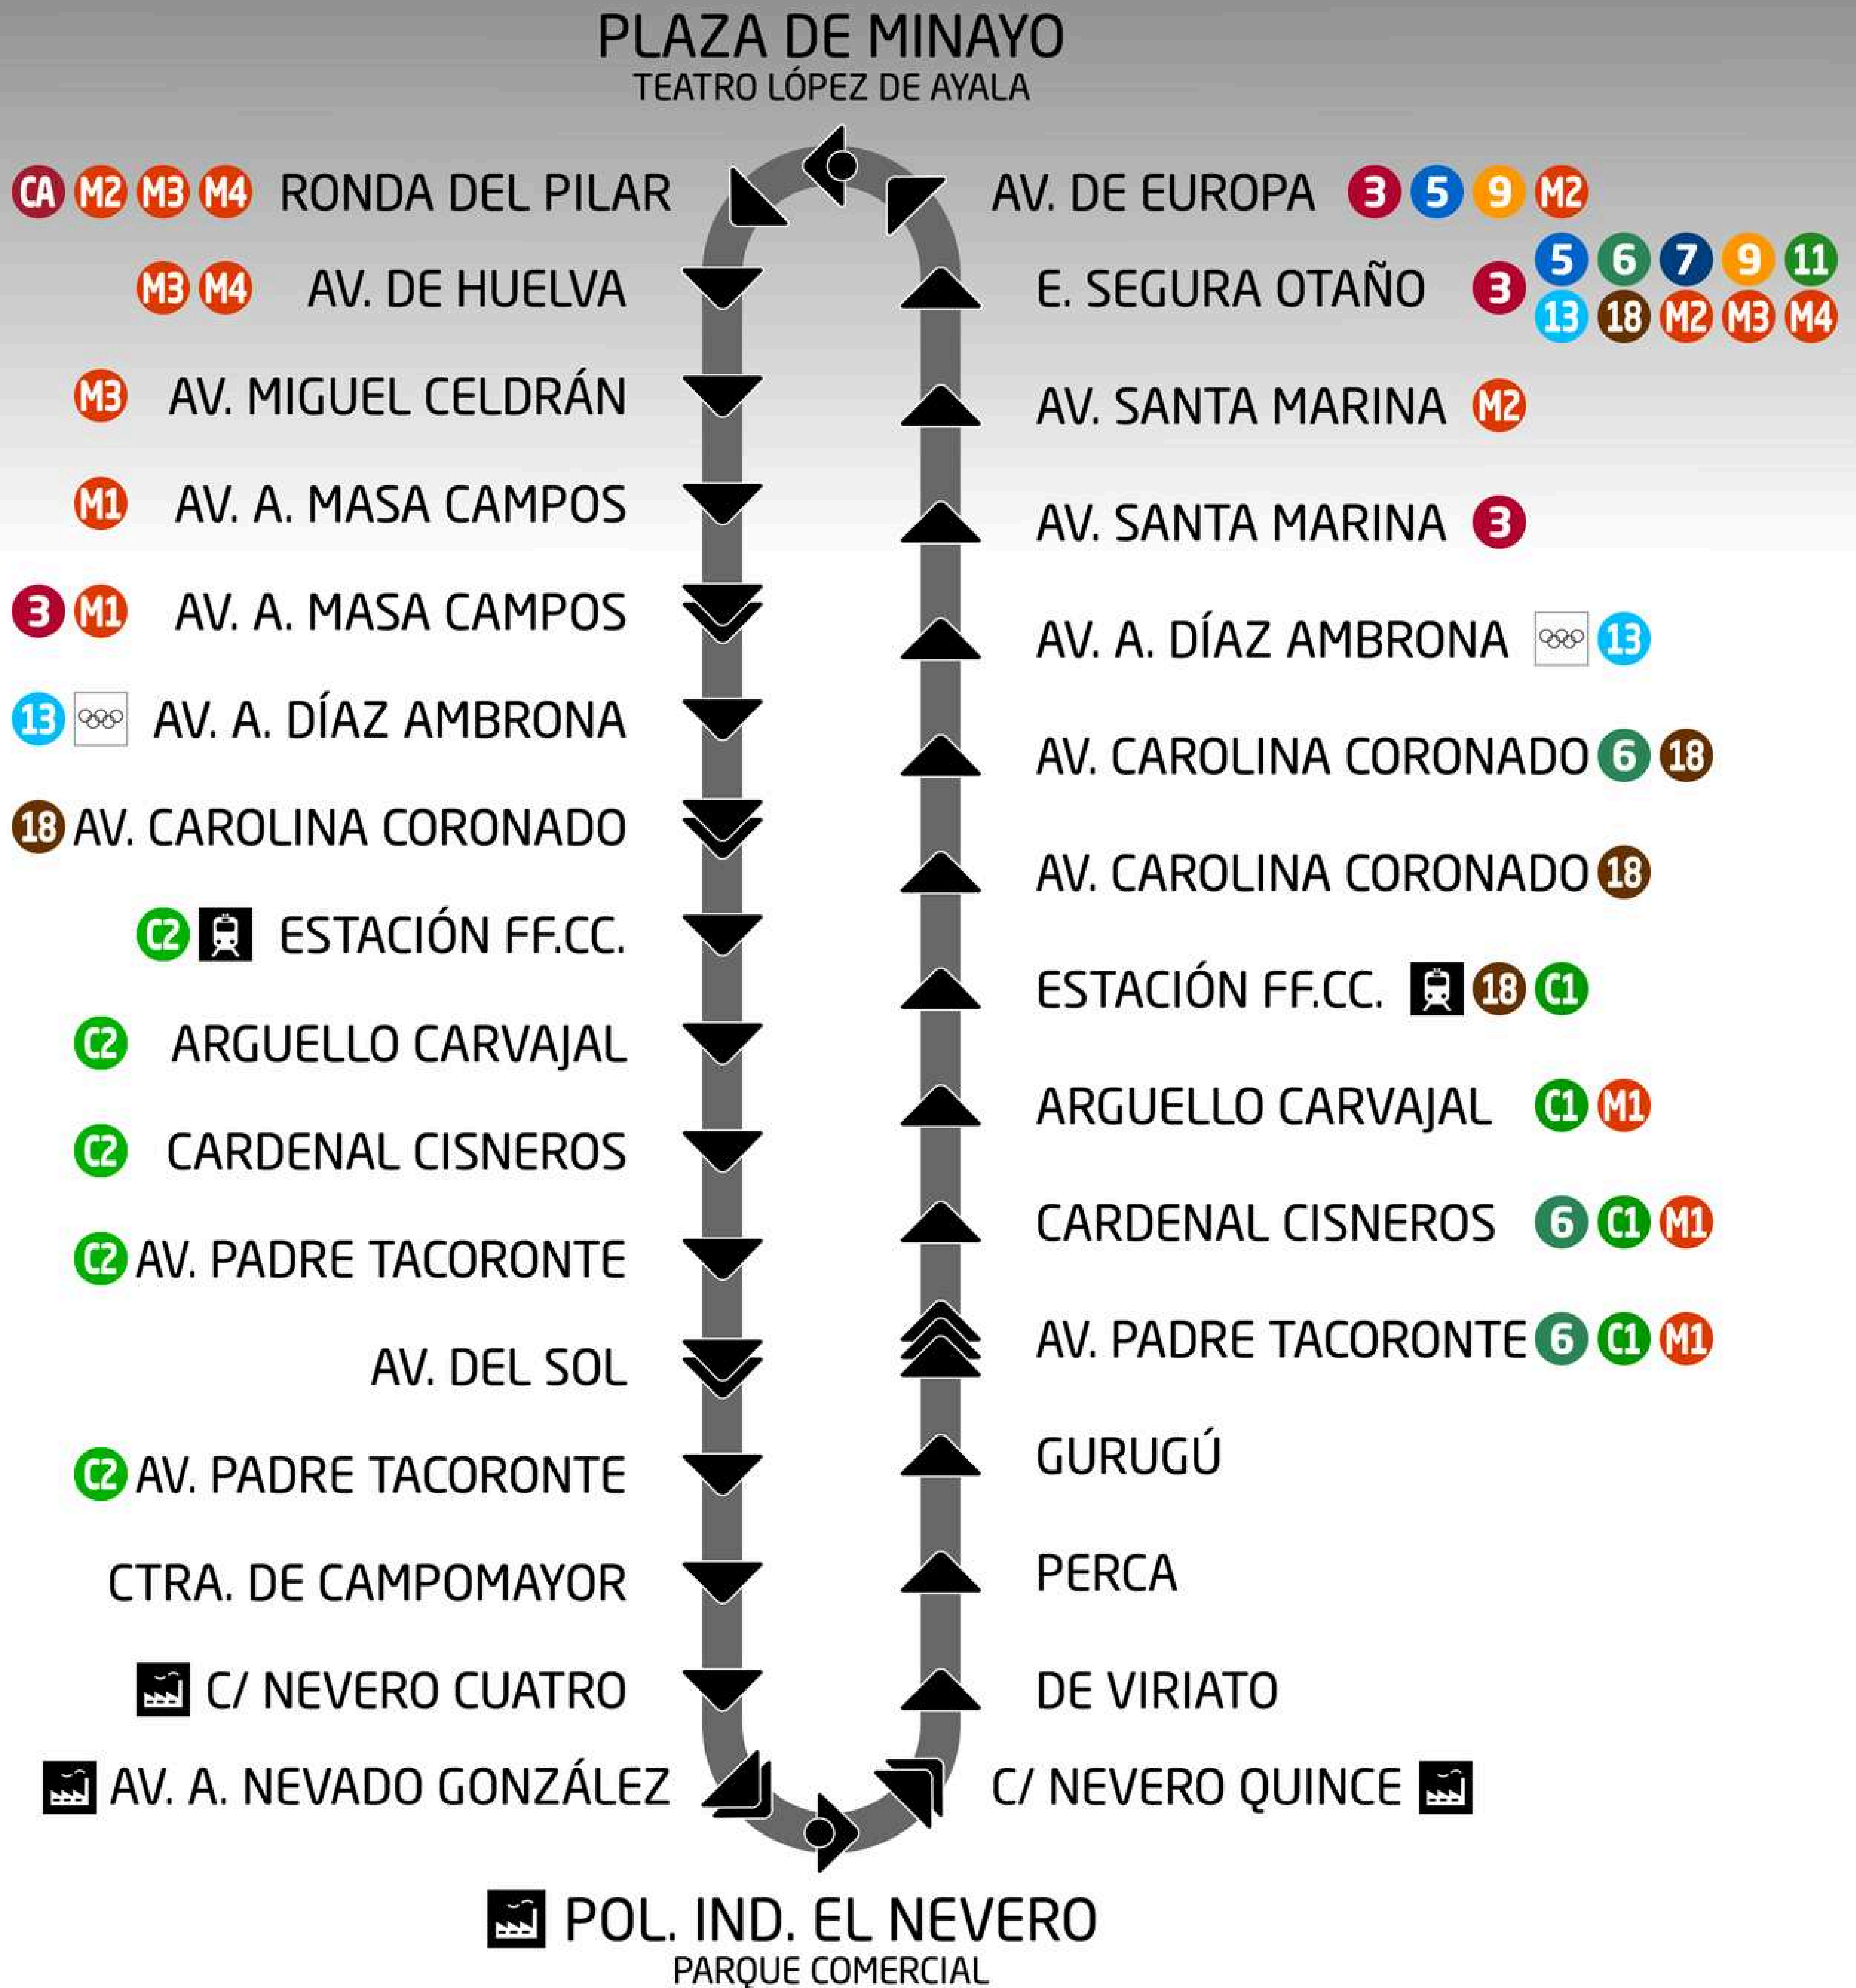 PLAZA DE MINAYO
TEATRO LÓPEZ DE AYALA
CA M2 M3 M4 RONDA DEL PILAR
M3 M4 AV. DE HUELVA
M3 AV. MIGUEL CELDRÁN
M1 AV. A. MASA CAMPOS
3 M1 AV. A. MASA CAMPOS
13 AV. A. DÍAZ AMBRONA
18 AV. CAROLINA CORONADO
C2 ESTACIÓN FF.CC.
C2 ARGUELLO CARVAJAL
C2 CARDENAL CISNEROS
C2 AV. PADRE TACORONTE
AV. DEL SOL
C2 AV. PADRE TACORONTE
CTRA. DE CAMPOMAYOR
C/ NEVERO CUATRO
AV. A. NEVADO GONZÁLEZ
AV. DE EUROPA 3 5 9 M2
E. SEGURA OTAÑO 3 5 6 7 9 11
13 18 M2 M3 M4
AV. SANTA MARINA M2
AV. SANTA MARINA 3
AV. A. DÍAZ AMBRONA 13
AV. CAROLINA CORONADO 6 18
AV. CAROLINA CORONADO 18
ESTACIÓN FF.CC. 18 C1
ARGUELLO CARVAJAL C1 M1
CARDENAL CISNEROS 6 C1 M1
AV. PADRE TACORONTE 6 C1 M1
GURUGÚ
PERCA
DE VIRIATO
C/ NEVERO QUINCE
POL. IND. EL NEVERO
PARQUE COMERCIAL